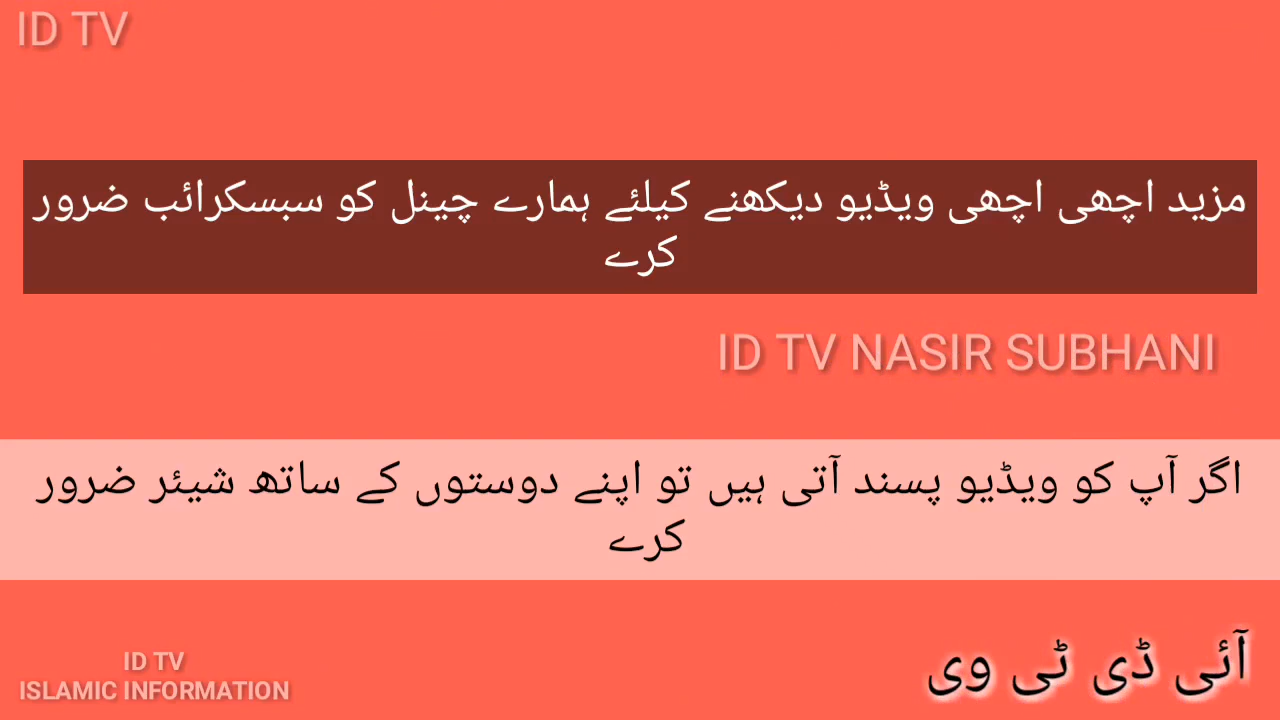 ID TV
مزید اچھی اچھی ویڈیو دیکھنے کیلئے ہمارے چینل کو سبسکرائب ضرور
کرے
ID TV NASIR SUBHANI
اگر آپ کو ویڈیو پسند آتی ہیں تو اپنے دوستوں کے ساتھ شیئر ضرور
کرے
آئی ڈی ٹی وی
ID TV
ISLAMIC INFORMATION